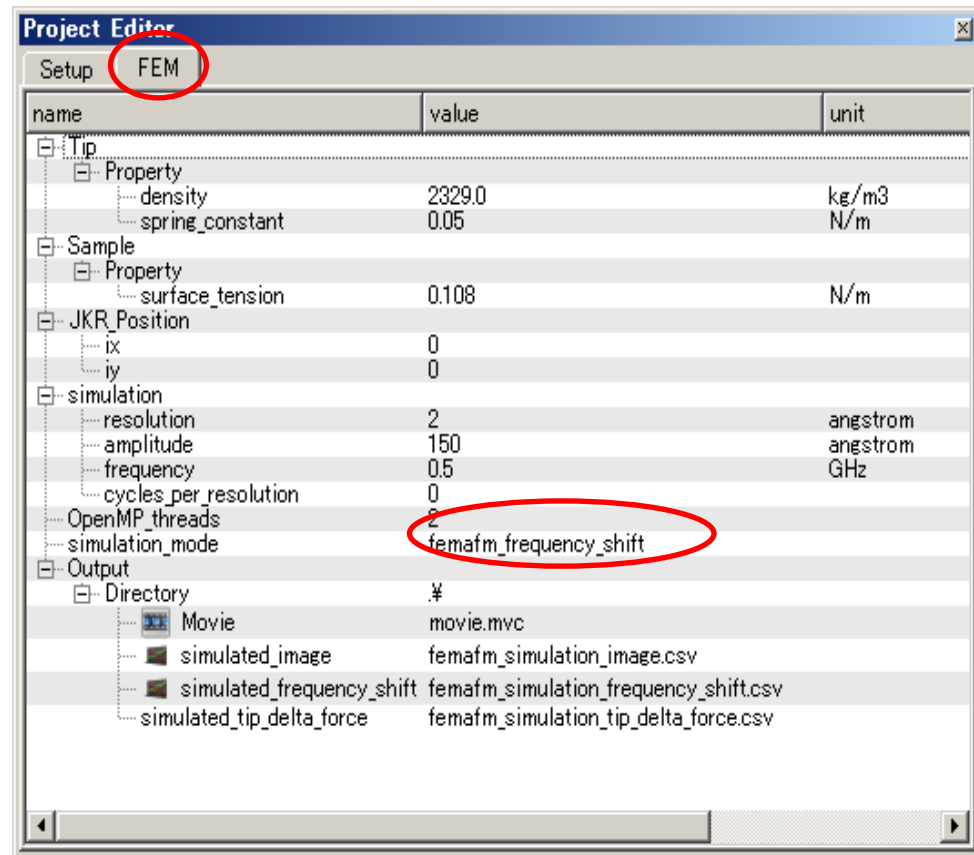 Project Editor
Setup FEM
name value unit
Tip
Property
density 2329.0 kg/m3
spring_constant 0.05 N/m
Sample
Property
surface_tension 0.108 N/m
JKR_Position
ix 0
iy 0
simulation
resolution 2 angstrom
amplitude 150 angstrom
frequency 0.5 GHz
cycles_per_resolution 0
OpenMP_threads 2
simulation_mode femafm_frequency_shift
Output
Directory .¥
Movie movie.mvc
simulated_image femafm_simulation_image.csv
simulated_frequency_shift femafm_simulation_frequency_shift.csv
simulated_tip_delta_force femafm_simulation_tip_delta_force.csv